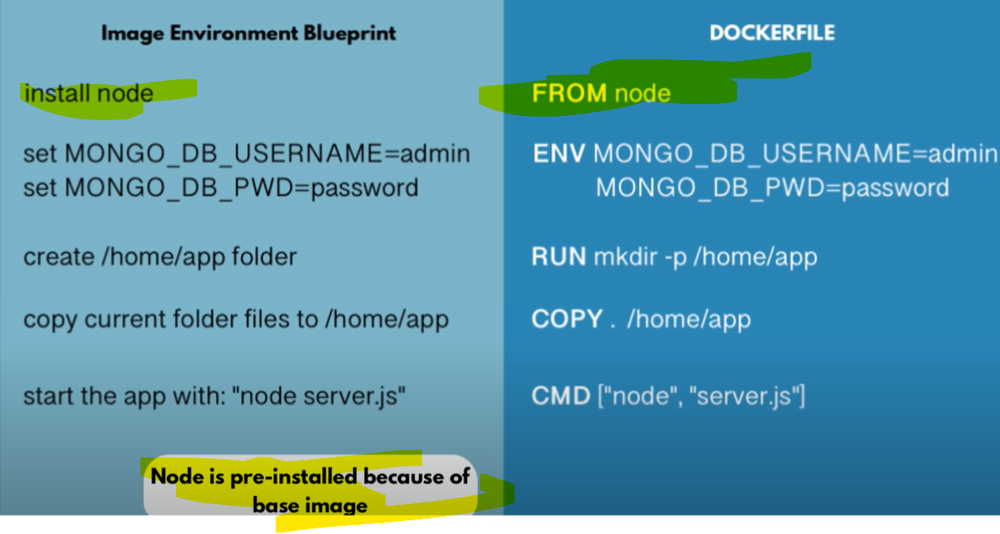 Image Environment Blueprint
install node
set MONGO_DB_USERNAME=admin
set MONGO_DB_PWD=password
create /home/app folder
copy current folder files to /home/app
start the app with: "node server.js"
Node is pre-installed because of
base image
DOCKERFILE
FROM node
ENV MONGO_DB_USERNAME=admin
MONGO_DB_PWD=password
RUN mkdir -p /home/app
COPY . /home/app
CMD ["node", "server.js"]